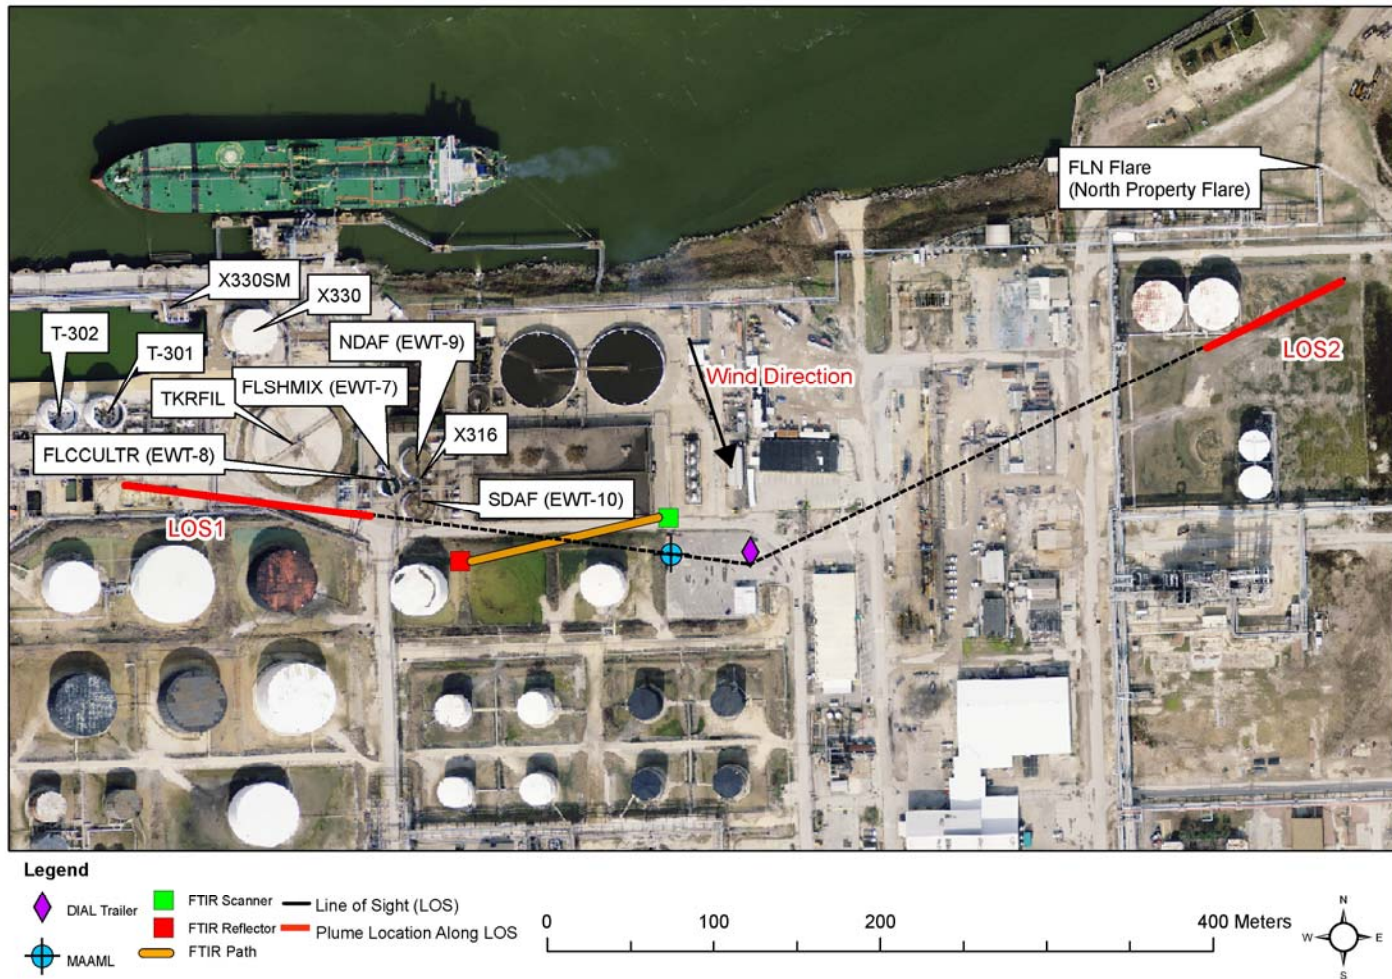 FLN Flare
(North Property Flare)
X330SM
X330
NDAF (EWT-9)
T-302
T-301
FLSHMIX (EWT-7)
TKRFIL
X316
FLCCULTR (EWT-8)
SDAF (EWT-10)
Wind Direction
LOS1
LOS2
Legend
DIAL Trailer
MAAML
FTIR Scanner
FTIR Reflector
FTIR Path
Line of Sight (LOS)
Plume Location Along LOS
0 100 200 400 Meters
N
W E
S